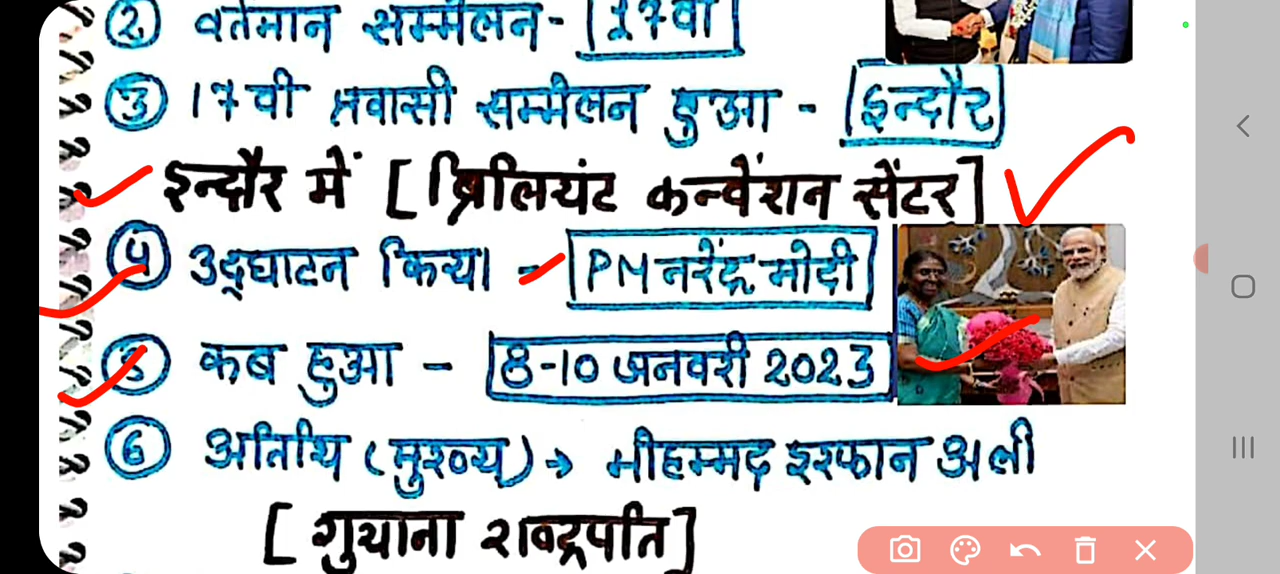 ② वर्तमान सम्मेलन- 17वां
③ 17वी प्रवासी सम्मेलन हुआ - इन्दौर
इन्दौर में [ब्रिलियंट कन्वेंशन सेंटर]
④ उद्घाटन किया - PM नरेंद्र मोदी
⑤ कब हुआ - 8-10 जनवरी 2023
⑥ अतिथि (मुख्य) → मोहम्मद इरफान अली
[गुयाना राष्ट्रपति]